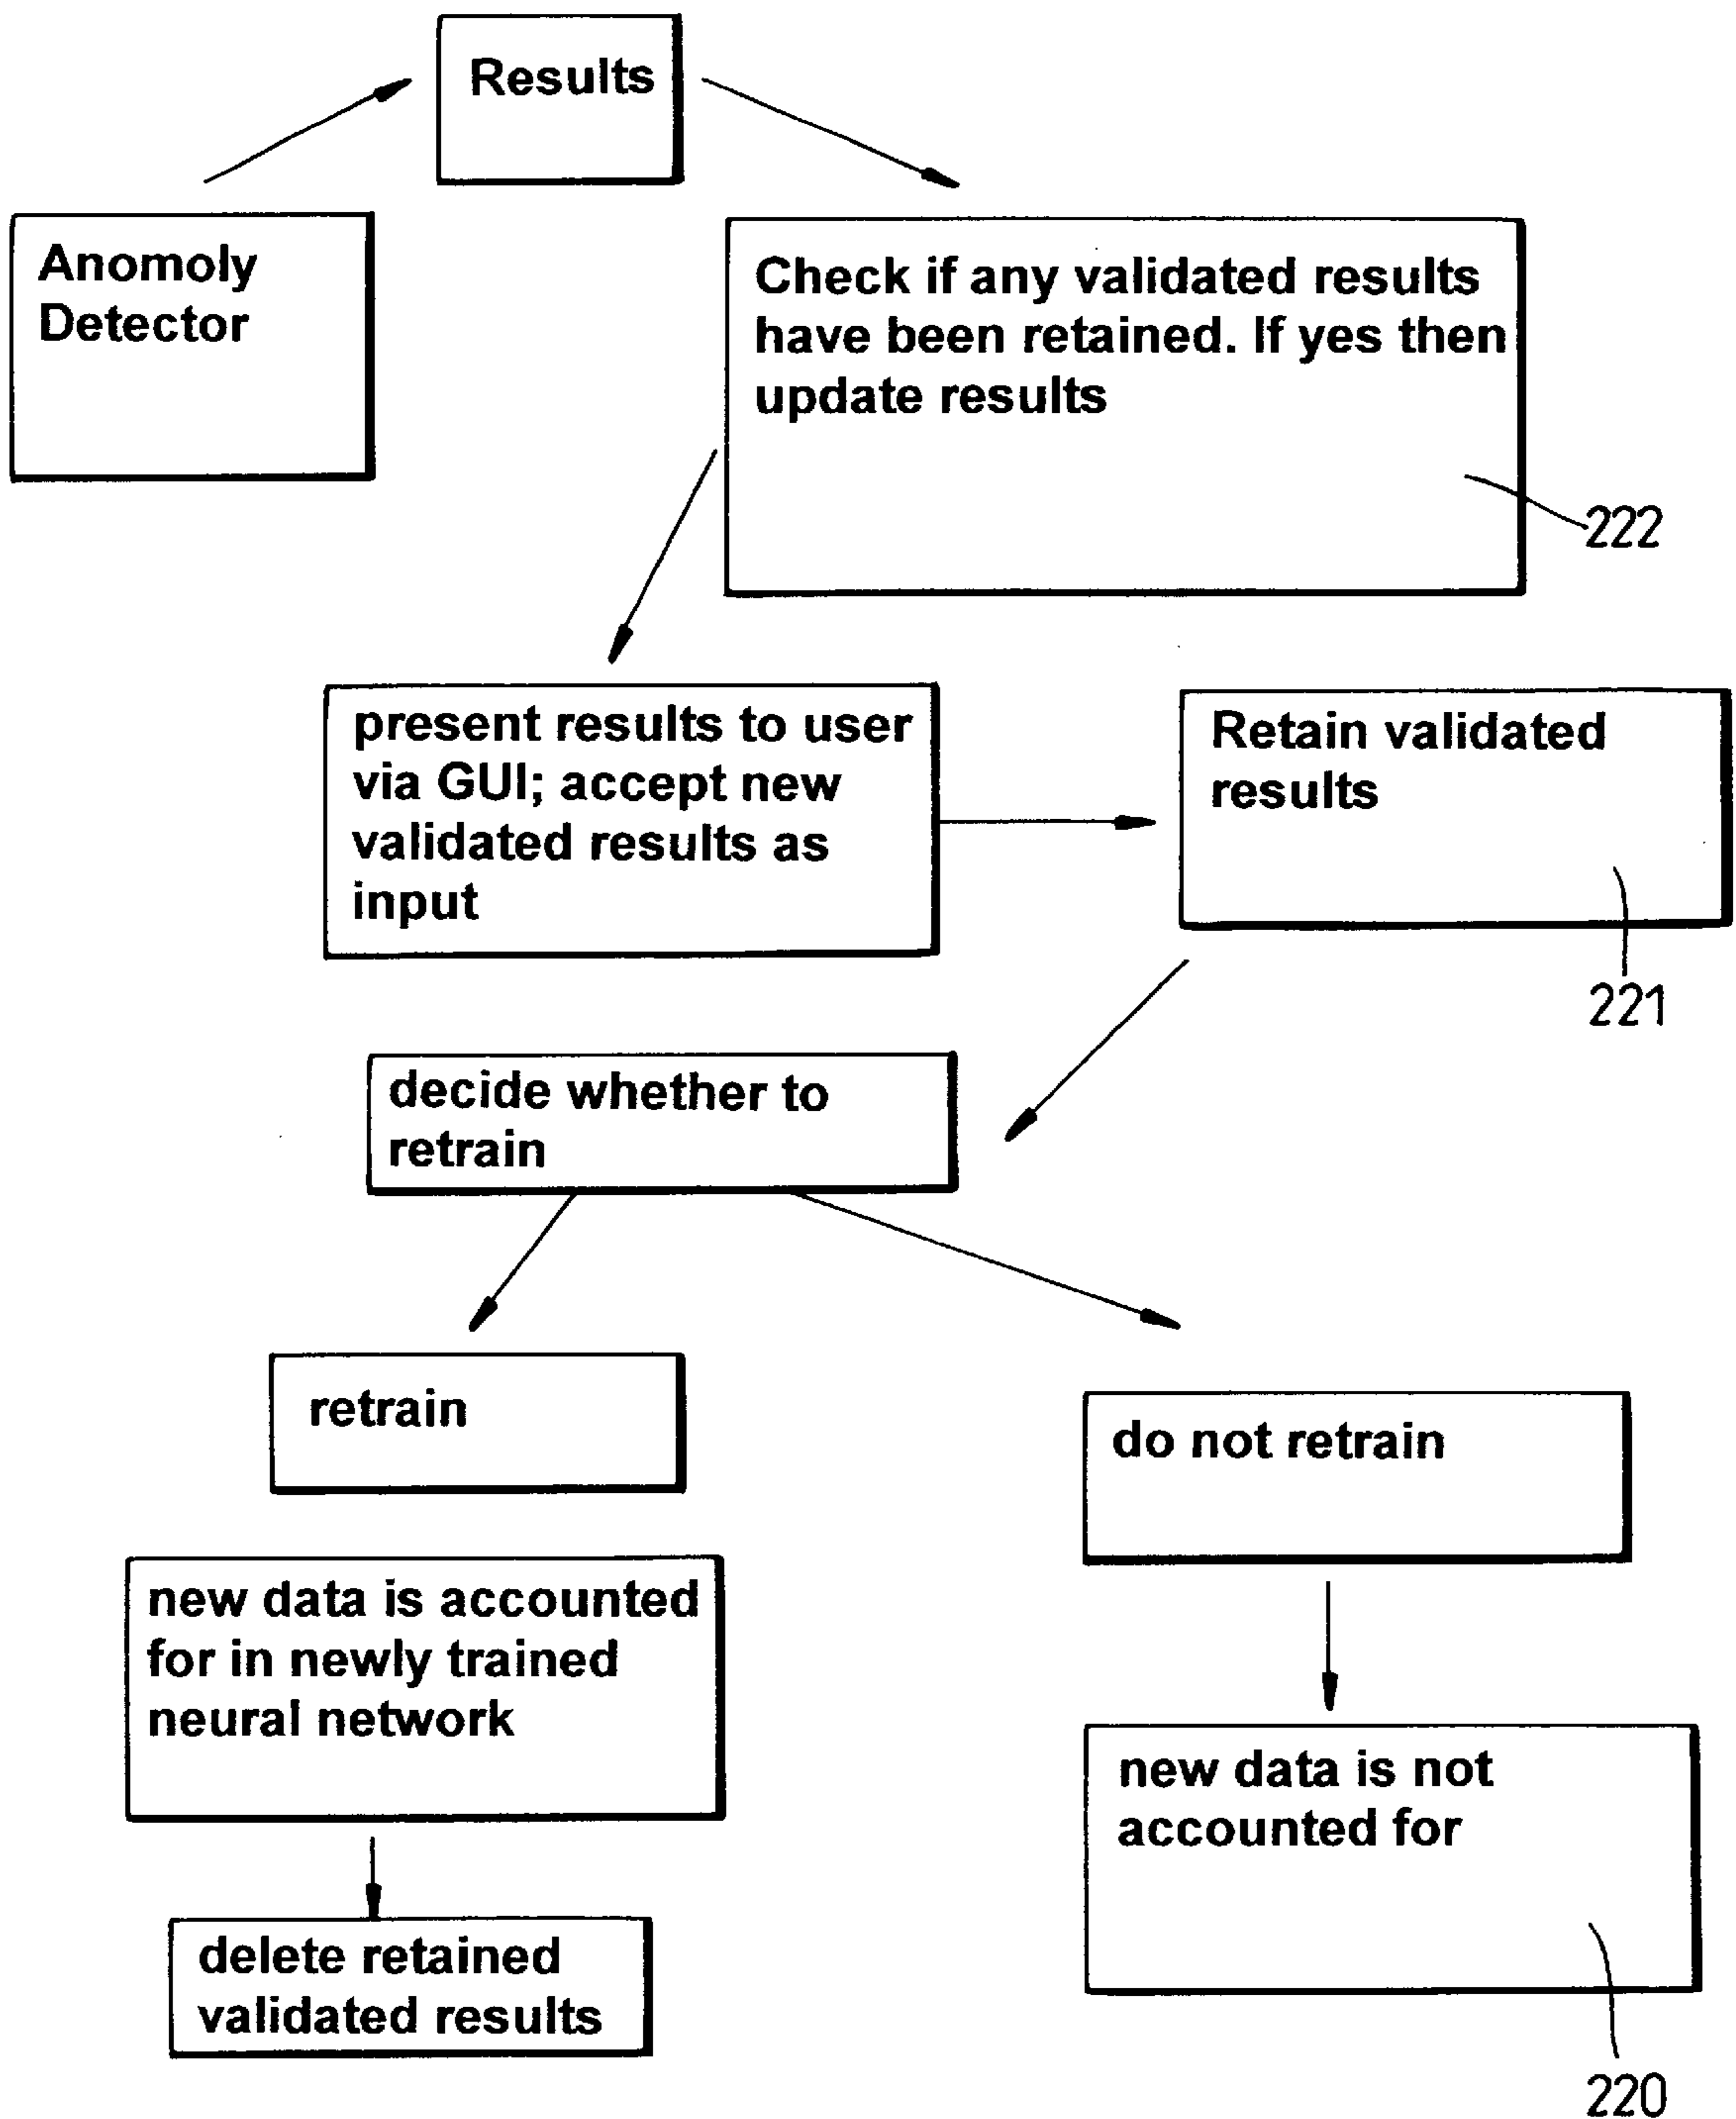 Results
Anomoly
Detector
Check if any validated results
have been retained. If yes then
update results
222
present results to user
via GUI; accept new
validated results as
input
Retain validated
results
221
decide whether to
retrain
retrain
do not retrain
new data is accounted
for in newly trained
neural network
new data is not
accounted for
delete retained
validated results
220